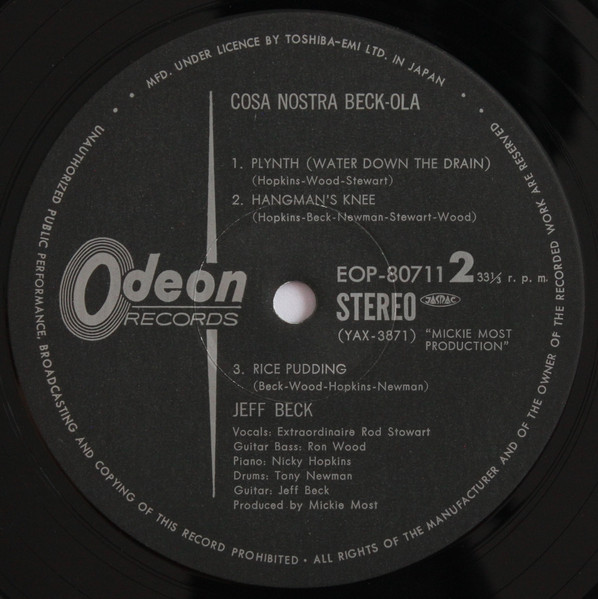 MFD. UNDER LICENCE BY TOSHIBA-EMI LTD. IN JAPAN
COSA NOSTRA BECK-OLA
1. PLYNTH (WATER DOWN THE DRAIN)
(Hopkins-Wood-Stewart)
2. HANGMAN'S KNEE
(Hopkins-Beck-Newman-Stewart-Wood)
Odeon
RECORDS
EOP-80711 2 33⅓ r. p. m.
STEREO JASRAC
(YAX-3871) "MICKIE MOST
PRODUCTION"
3. RICE PUDDING
(Beck-Wood-Hopkins-Newman)
JEFF BECK
Vocals: Extraordinaire Rod Stowart
Guitar Bass: Ron Wood
Piano: Nicky Hopkins
Drums: Tony Newman
Guitar: Jeff Beck
Produced by Mickie Most
UNAUTHORIZED PUBLIC PERFORMANCE, BROADCASTING AND COPYING OF THIS RECORD PROHIBITED • ALL RIGHTS OF THE MANUFACTURER AND OF THE OWNER OF THE RECORDED WORK ARE RESERVED